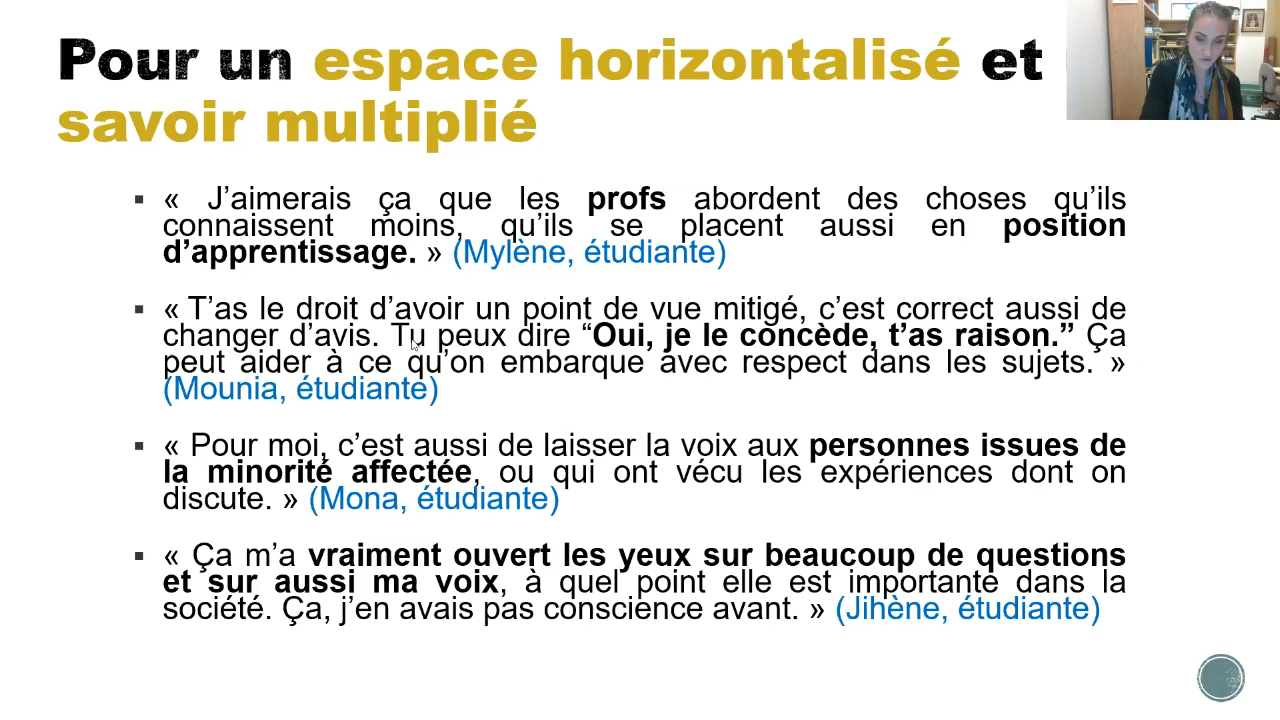 Pour un espace horizontalisé et
savoir multiplié
« J’aimerais ça que les profs abordent des choses qu’ils
connaissent moins, qu’ils se placent aussi en position
d’apprentissage. » (Mylène, étudiante)
« T’as le droit d’avoir un point de vue mitigé, c’est correct aussi de
changer d’avis. Tu peux dire “Oui, je le concède, t’as raison.” Ça
peut aider à ce qu’on embarque avec respect dans les sujets. »
(Mounia, étudiante)
« Pour moi, c’est aussi de laisser la voix aux personnes issues de
la minorité affectée, ou qui ont vécu les expériences dont on
discute. » (Mona, étudiante)
« Ça m’a vraiment ouvert les yeux sur beaucoup de questions
et sur aussi ma voix, à quel point elle est importante dans la
société. Ça, j’en avais pas conscience avant. » (Jihène, étudiante)